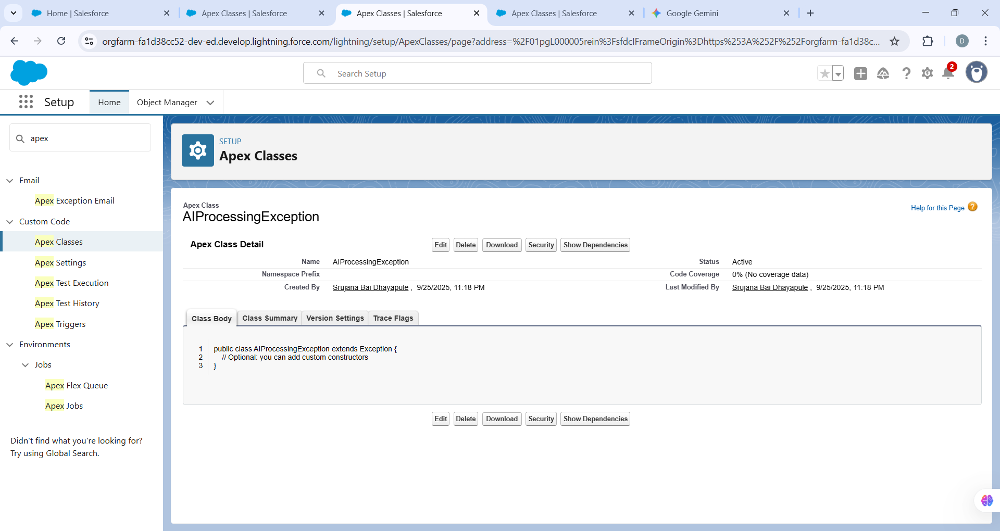 Home | Salesforce
Apex Classes | Salesforce
Apex Classes | Salesforce
Apex Classes | Salesforce
Google Gemini
orgfarm-fa1d38cc52-dev-ed.develop.lightning.force.com/lightning/setup/ApexClasses/page?address=%2F01pgL000005rein%3FsfdcIFrameOrigin%3Dhttps%253A%252F%252Forgfarm-fa1d38c...
D
Search Setup
2
Setup
Home
Object Manager
apex
Email
Apex Exception Email
Custom Code
Apex Classes
Apex Settings
Apex Test Execution
Apex Test History
Apex Triggers
Environments
Jobs
Apex Flex Queue
Apex Jobs
Didn't find what you're looking for?
Try using Global Search.
SETUP
Apex Classes
Apex Class
AIProcessingException
Help for this Page ?
Apex Class Detail
Edit Delete Download Security Show Dependencies
Name AIProcessingException Status Active
Namespace Prefix Code Coverage 0% (No coverage data)
Created By Srujana Bai Dhayapule , 9/25/2025, 11:18 PM Last Modified By Srujana Bai Dhayapule , 9/25/2025, 11:18 PM
Class Body Class Summary Version Settings Trace Flags
1 public class AIProcessingException extends Exception {
2 // Optional: you can add custom constructors
3 }
Edit Delete Download Security Show Dependencies